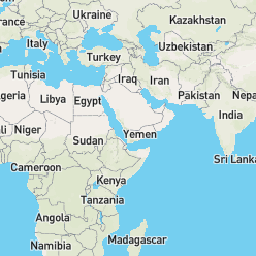 Ukraine
Kazakhstan
Italy
Uzbekistan
Turkey
Tunisia
Iraq
Iran
Nepa
geria
Libya
Egypt
Pakistan
India
ali
Niger
Sudan
Yemen
Sri Lanka
Cameroon
Kenya
Tanzania
Angola
Madagascar
Namibia